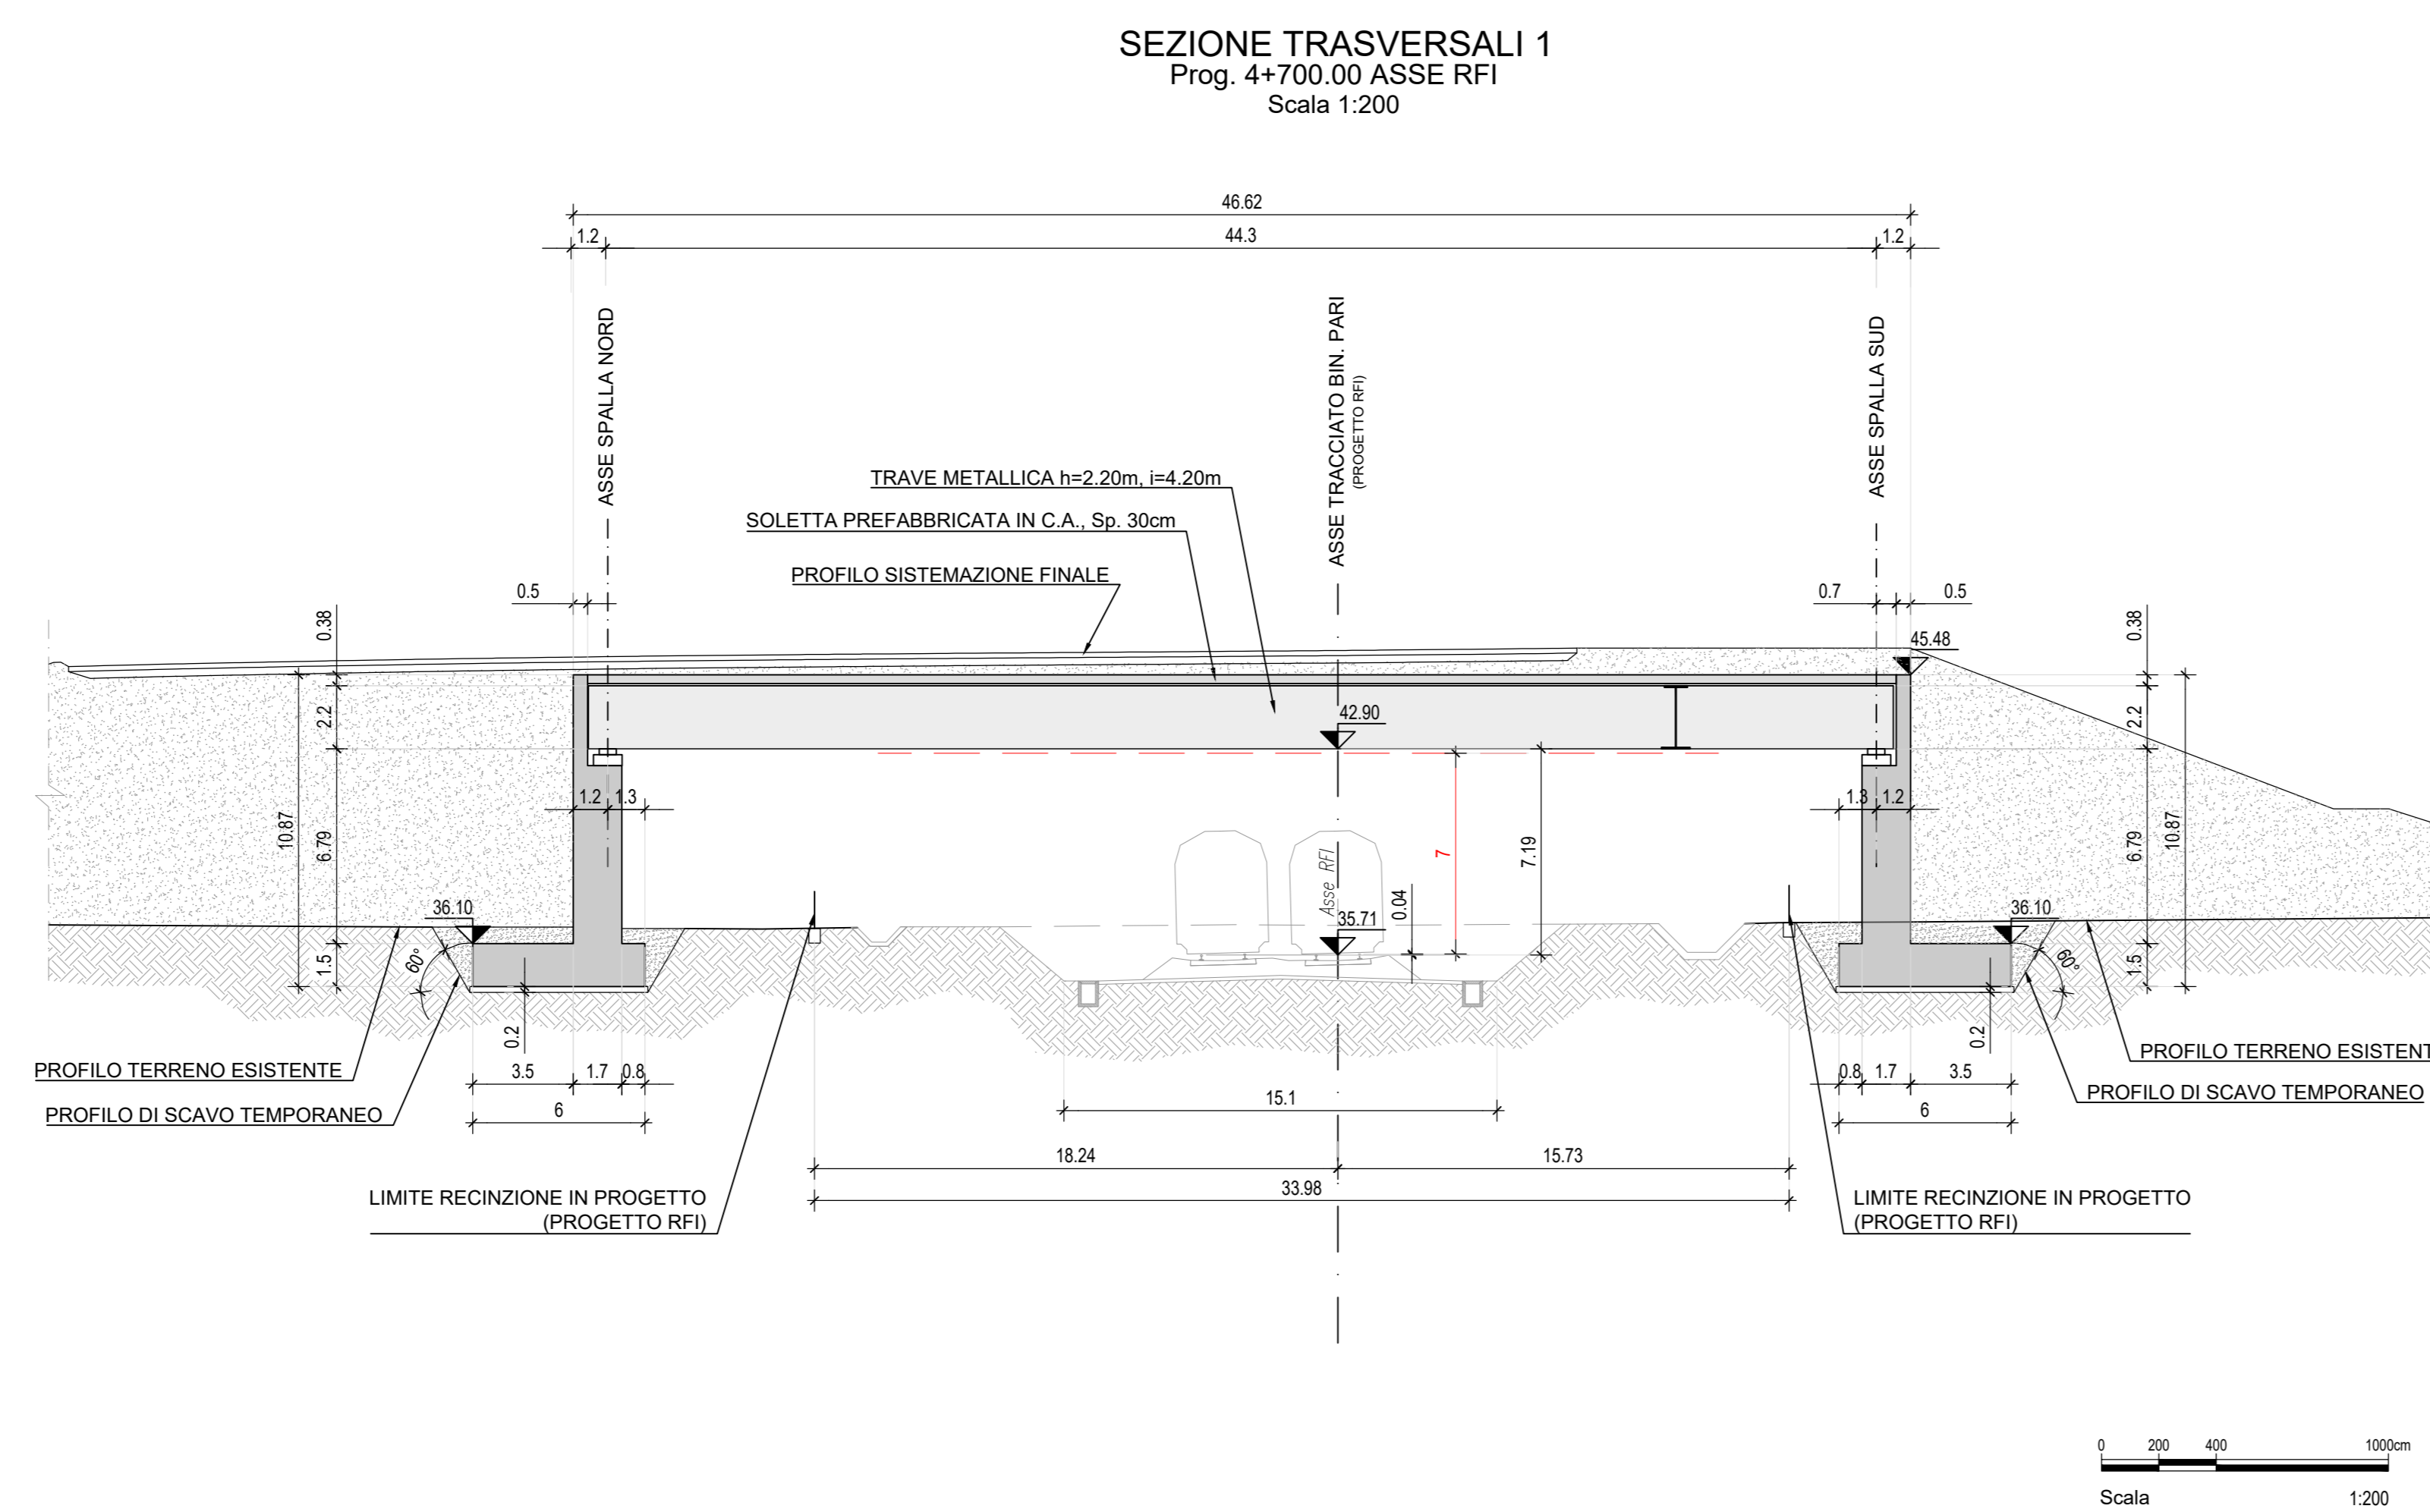 SEZIONE TRASVERSALI 1
Prog. 4+700.00 ASSE RFI
Scala 1:200
46.62
1.2
44.3
1.2
ASSE SPALLA NORD
ASSE TRACCIATO BIN. PARI
(PROGETTO RFI)
ASSE SPALLA SUD
TRAVE METALLICA h=2.20m, i=4.20m
SOLETTA PREFABBRICATA IN C.A., Sp. 30cm
PROFILO SISTEMAZIONE FINALE
0.5
0.7
0.5
0.38
0.38
45.48
2.2
42.90
2.2
1.2
1.3
1.3
1.2
10.87
6.79
7
7.19
6.79
10.87
Asse RFI
36.10
35.71
0.04
36.10
60°
1.5
60°
1.5
0.2
0.2
PROFILO TERRENO ESISTENTE
PROFILO TERRENO ESISTENT
3.5
1.7
0.8
0.8
1.7
3.5
PROFILO DI SCAVO TEMPORANEO
PROFILO DI SCAVO TEMPORANEO
6
15.1
6
18.24
15.73
33.98
LIMITE RECINZIONE IN PROGETTO
(PROGETTO RFI)
LIMITE RECINZIONE IN PROGETTO
(PROGETTO RFI)
0 200 400 1000cm
Scala 1:200